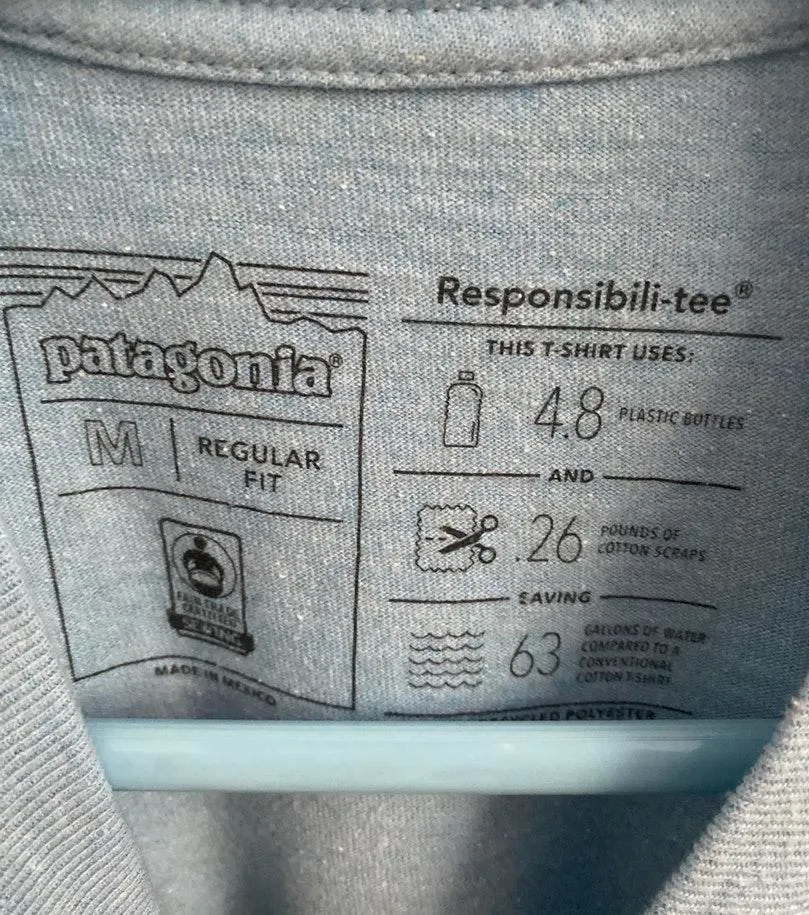 patagonia®
M
REGULAR
FIT
FAIR TRADE
CERTIFIED
SEWING
MADE IN MEXICO
Responsibili-tee®
THIS T-SHIRT USES:
4.8 PLASTIC BOTTLES
AND
.26 POUNDS OF
COTTON SCRAPS
SAVING
63 GALLONS OF WATER
COMPARED TO A
CONVENTIONAL
COTTON T-SHIRT
POLYESTER